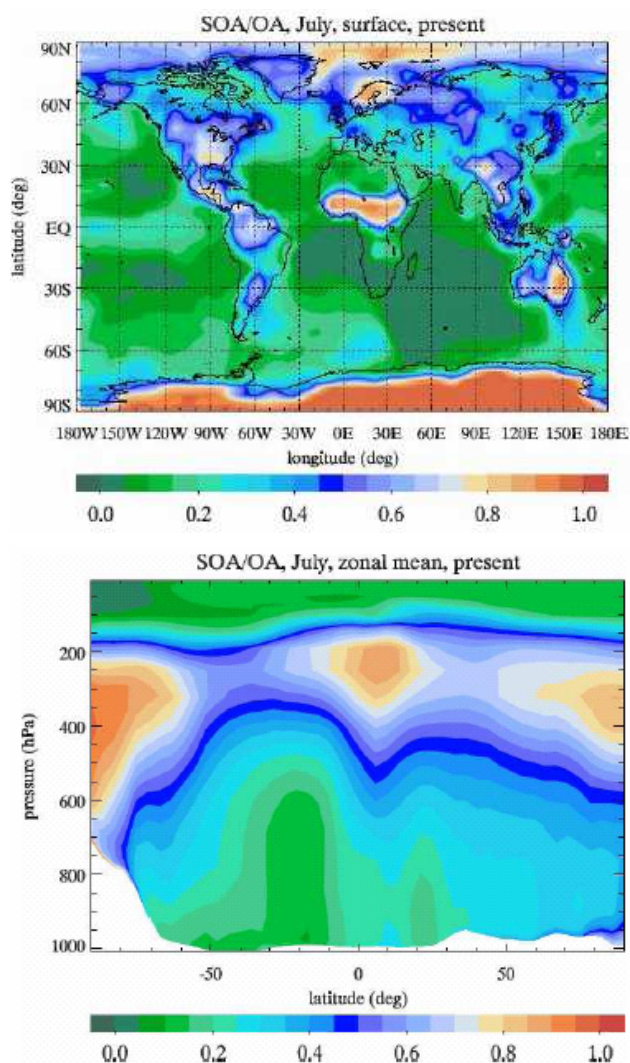 SOA/OA, July, surface, present
90N
60N
30N
EQ
30S
60S
90S
latitude (deg)
180W 150W 120W 90W 60W 30W 0E 30E 60E 90E 120E 150E 180E
longitude (deg)
0.0 0.2 0.4 0.6 0.8 1.0
SOA/OA, July, zonal mean, present
200
400
600
800
1000
pressure (hPa)
-50 0 50
latitude (deg)
0.0 0.2 0.4 0.6 0.8 1.0